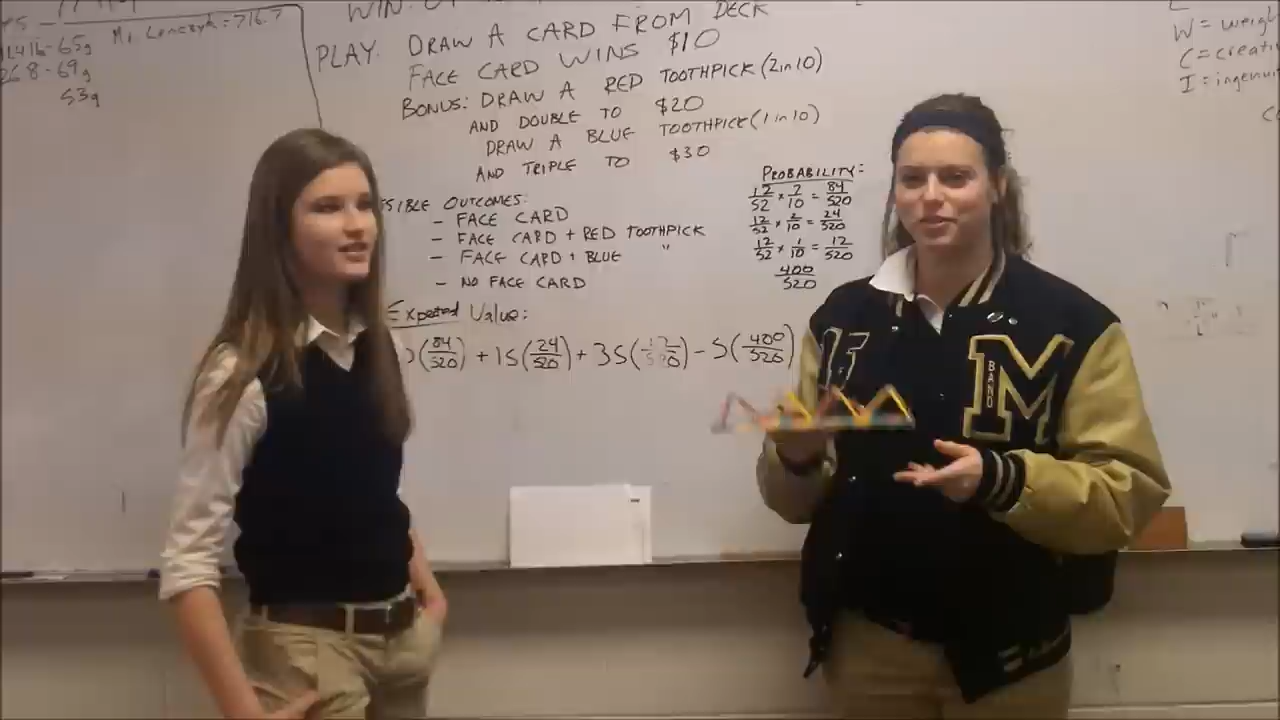 Mr. Lenczyk = 716.7
- 65g
268 - 69g
53g
WIN:
PLAY: DRAW A CARD FROM DECK
FACE CARD WINS $10
BONUS: DRAW A RED TOOTHPICK (2 in 10)
AND DOUBLE TO $20
DRAW A BLUE TOOTHPICK (1 in 10)
AND TRIPLE TO $30
SIBLE OUTCOMES:
- FACE CARD
- FACE CARD + RED TOOTHPICK
- FACE CARD + BLUE "
- NO FACE CARD
PROBABILITY:
12/52 × 7/10 = 84/520
12/52 × 2/10 = 24/520
12/52 × 1/10 = 12/520
400/520
Expected Value:
(84/520) + 15(24/520) + 35(12/520) - 5(400/520)
W = weigh
C = creati
I = ingenui
M
BAND